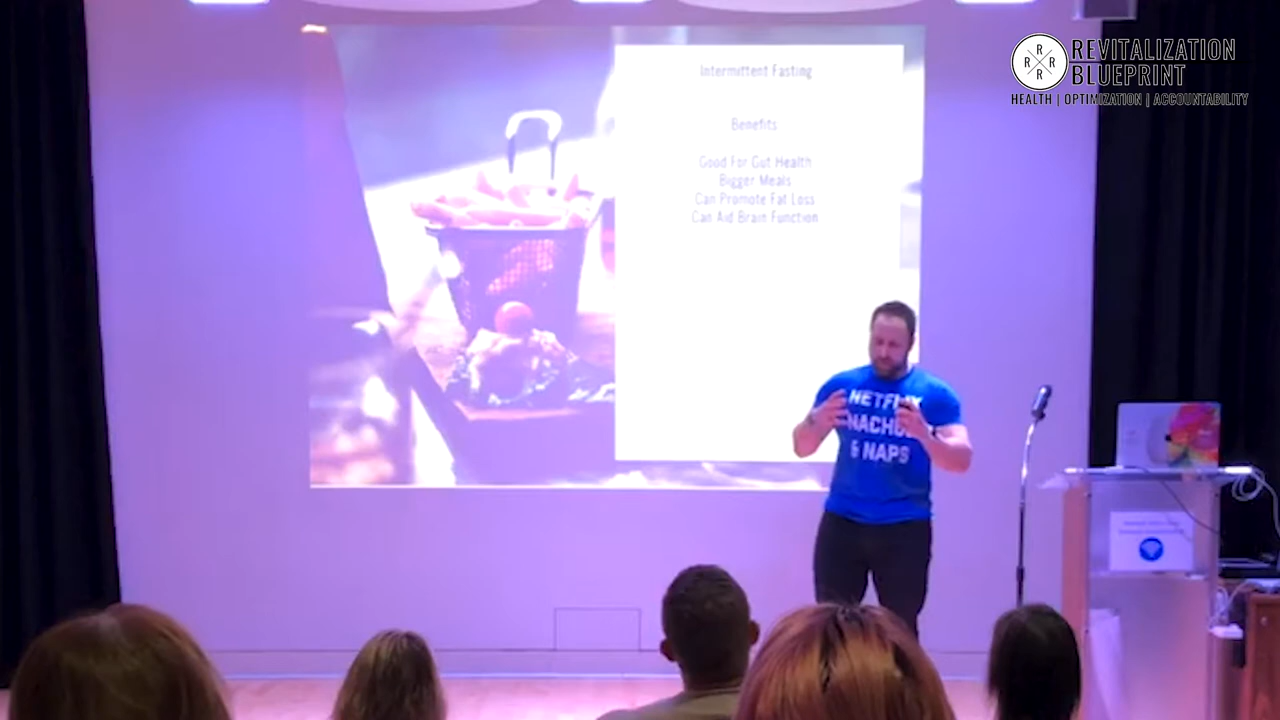 REVITALIZATION
BLUEPRINT
HEALTH | OPTIMIZATION | ACCOUNTABILITY
R
R R
R
Intermittent Fasting
Benefits
Good For Gut Health
Bigger Meals
Can Promote Fat Loss
Can Aid Brain Function
NETFLIX
NACHOS
& NAPS